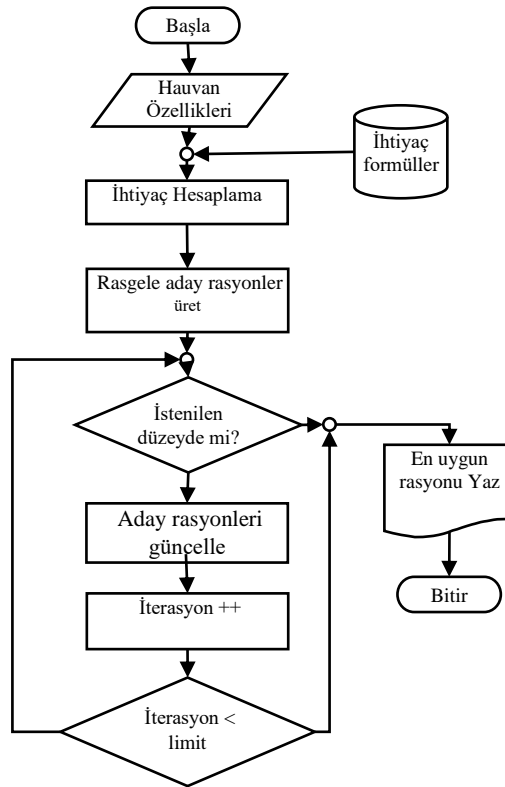 Başla
Hauvan
Özellikleri
İhtiyaç
formüller
İhtiyaç Hesaplama
Rasgele aday rasyonler
üret
İstenilen
düzeyde mi?
En uygun
rasyonu Yaz
Aday rasyonleri
güncelle
Bitir
İterasyon ++
İterasyon <
limit